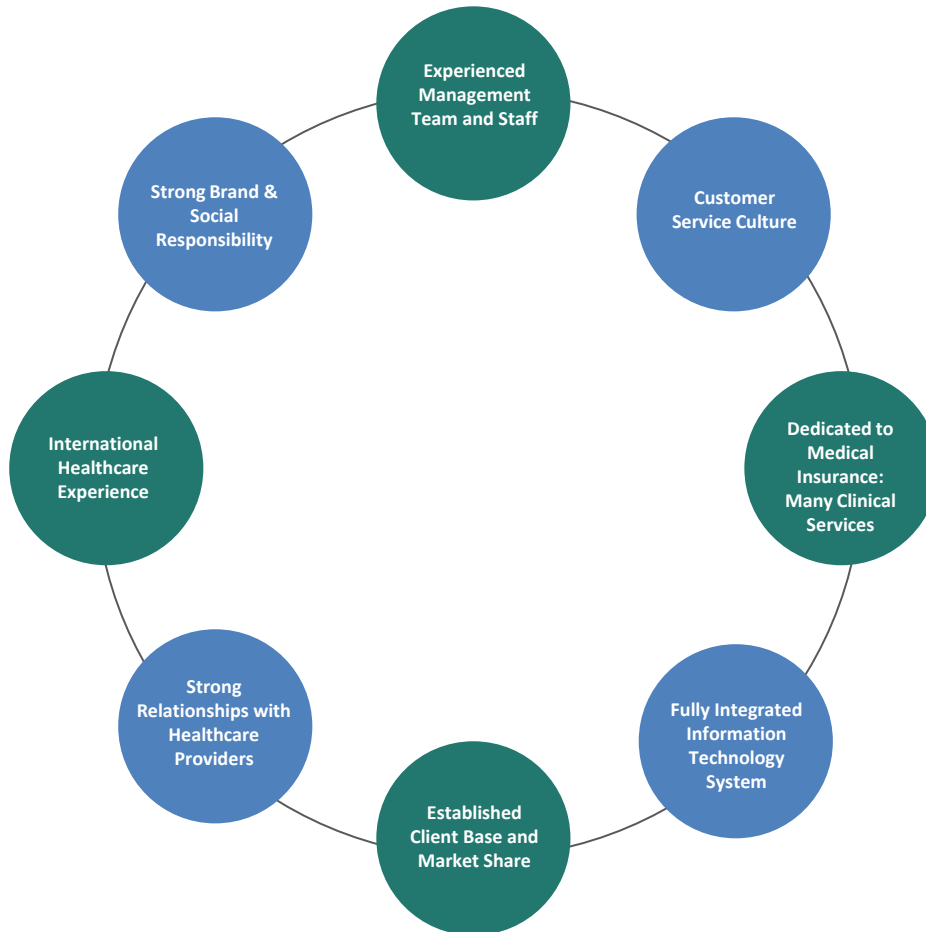 Experienced
Management
Team and Staff
Customer
Service Culture
Dedicated to
Medical
Insurance:
Many Clinical
Services
Fully Integrated
Information
Technology
System
Established
Client Base and
Market Share
Strong
Relationships with
Healthcare
Providers
International
Healthcare
Experience
Strong Brand &
Social
Responsibility